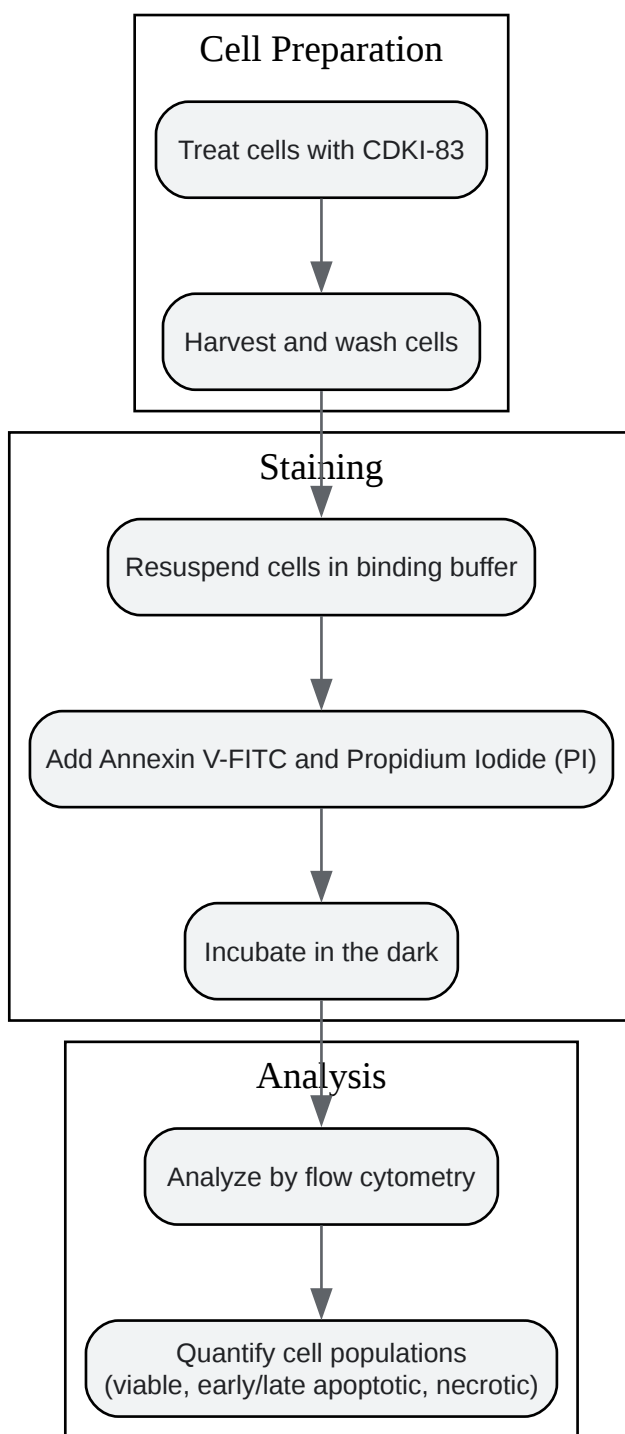 Cell Preparation
Treat cells with CDKI-83
Harvest and wash cells
Staining
Resuspend cells in binding buffer
Add Annexin V-FITC and Propidium Iodide (PI)
Incubate in the dark
Analysis
Analyze by flow cytometry
Quantify cell populations
(viable, early/late apoptotic, necrotic)